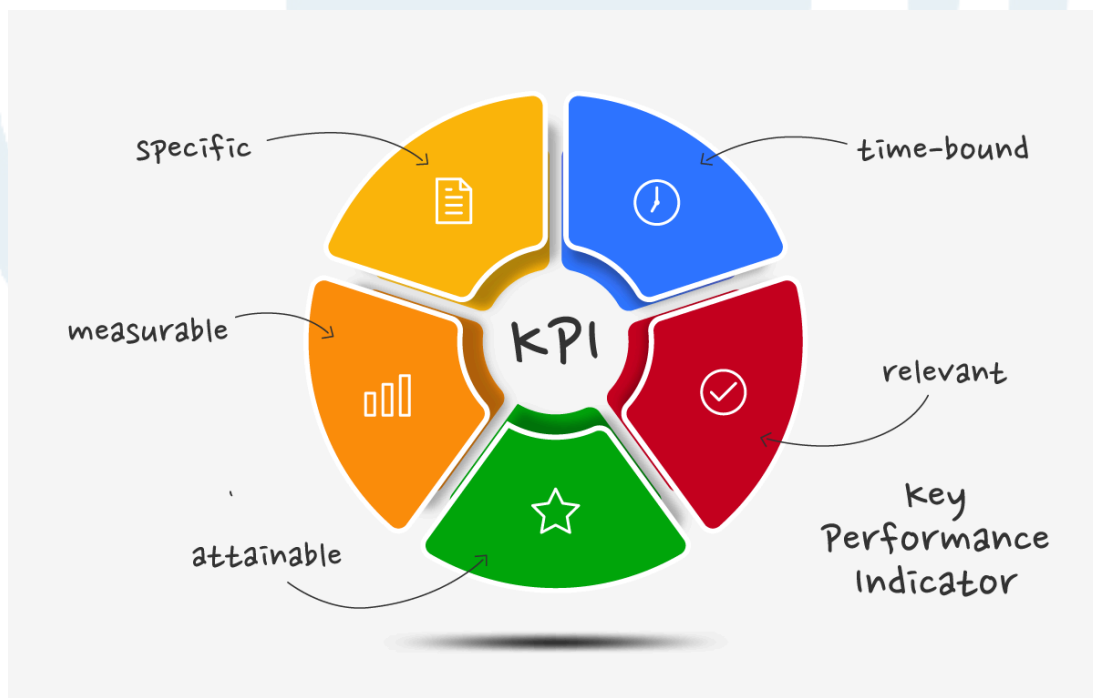 specific
time-bound
measurable
KPI
relevant
attainable
Key
Performance
Indicator